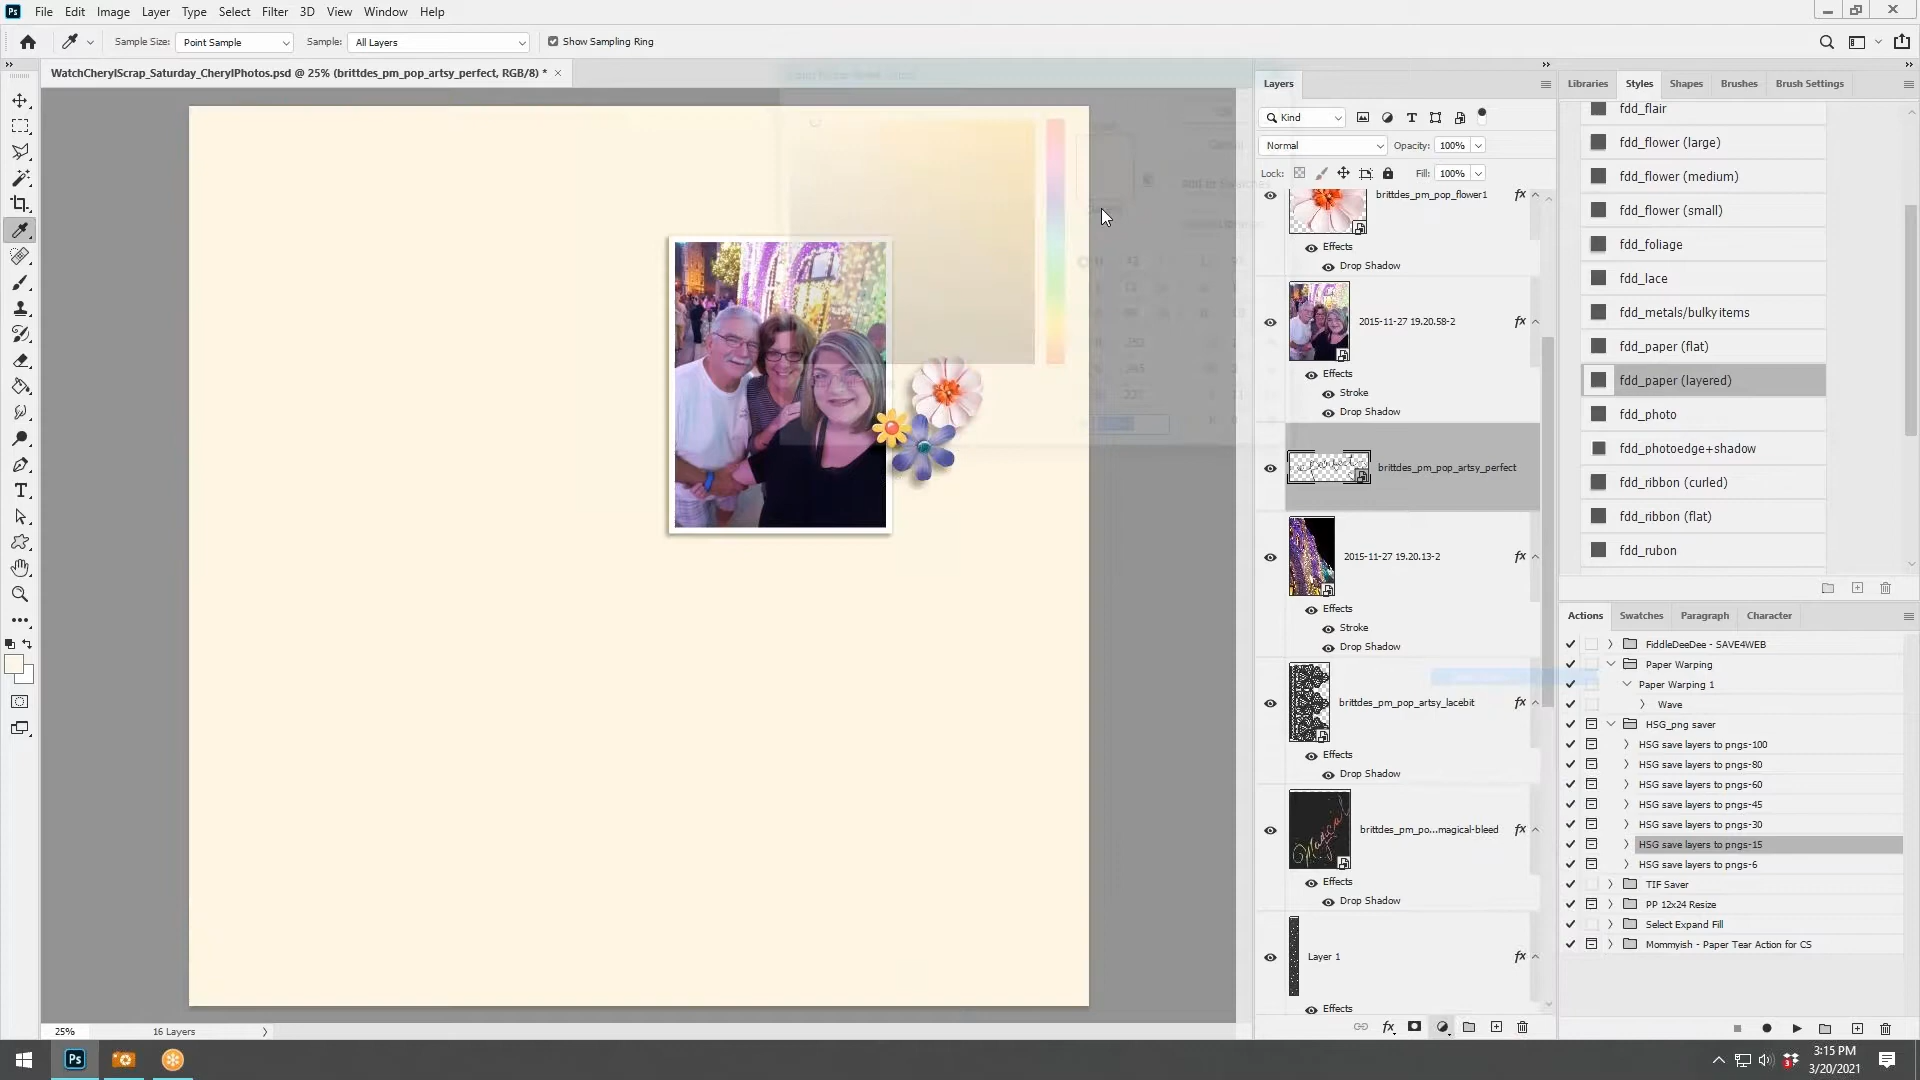 Ps File Edit Image Layer Type Select Filter 3D View Window Help
Sample Size: Point Sample Sample: All Layers Show Sampling Ring
WatchCherylScrap_Saturday_CherylPhotos.psd @ 25% (brittdes_pm_pop_artsy_perfect, RGB/8) * ×
Layers
Kind
Normal Opacity: 100%
Lock: Fill: 100%
brittdes_pm_pop_flower1 fx
Effects
Drop Shadow
2015-11-27 19.20.58-2 fx
Effects
Stroke
Drop Shadow
brittdes_pm_pop_artsy_perfect
2015-11-27 19.20.13-2 fx
Effects
Stroke
Drop Shadow
brittdes_pm_pop_artsy_lacebit fx
Effects
Drop Shadow
brittdes_pm_po...magical-bleed fx
Effects
Drop Shadow
Layer 1 fx
Effects
Libraries Styles Shapes Brushes Brush Settings
fdd_flair
fdd_flower (large)
fdd_flower (medium)
fdd_flower (small)
fdd_foliage
fdd_lace
fdd_metals/bulky items
fdd_paper (flat)
fdd_paper (layered)
fdd_photo
fdd_photoedge+shadow
fdd_ribbon (curled)
fdd_ribbon (flat)
fdd_rubon
Actions Swatches Paragraph Character
FiddleDeeDee - SAVE4WEB
Paper Warping
Paper Warping 1
Wave
HSG_png saver
HSG save layers to pngs-100
HSG save layers to pngs-80
HSG save layers to pngs-60
HSG save layers to pngs-45
HSG save layers to pngs-30
HSG save layers to pngs-15
HSG save layers to pngs-6
TIF Saver
PP 12x24 Resize
Select Expand Fill
Mommyish - Paper Tear Action for CS
25% 16 Layers
Ps
3:15 PM
3/20/2021